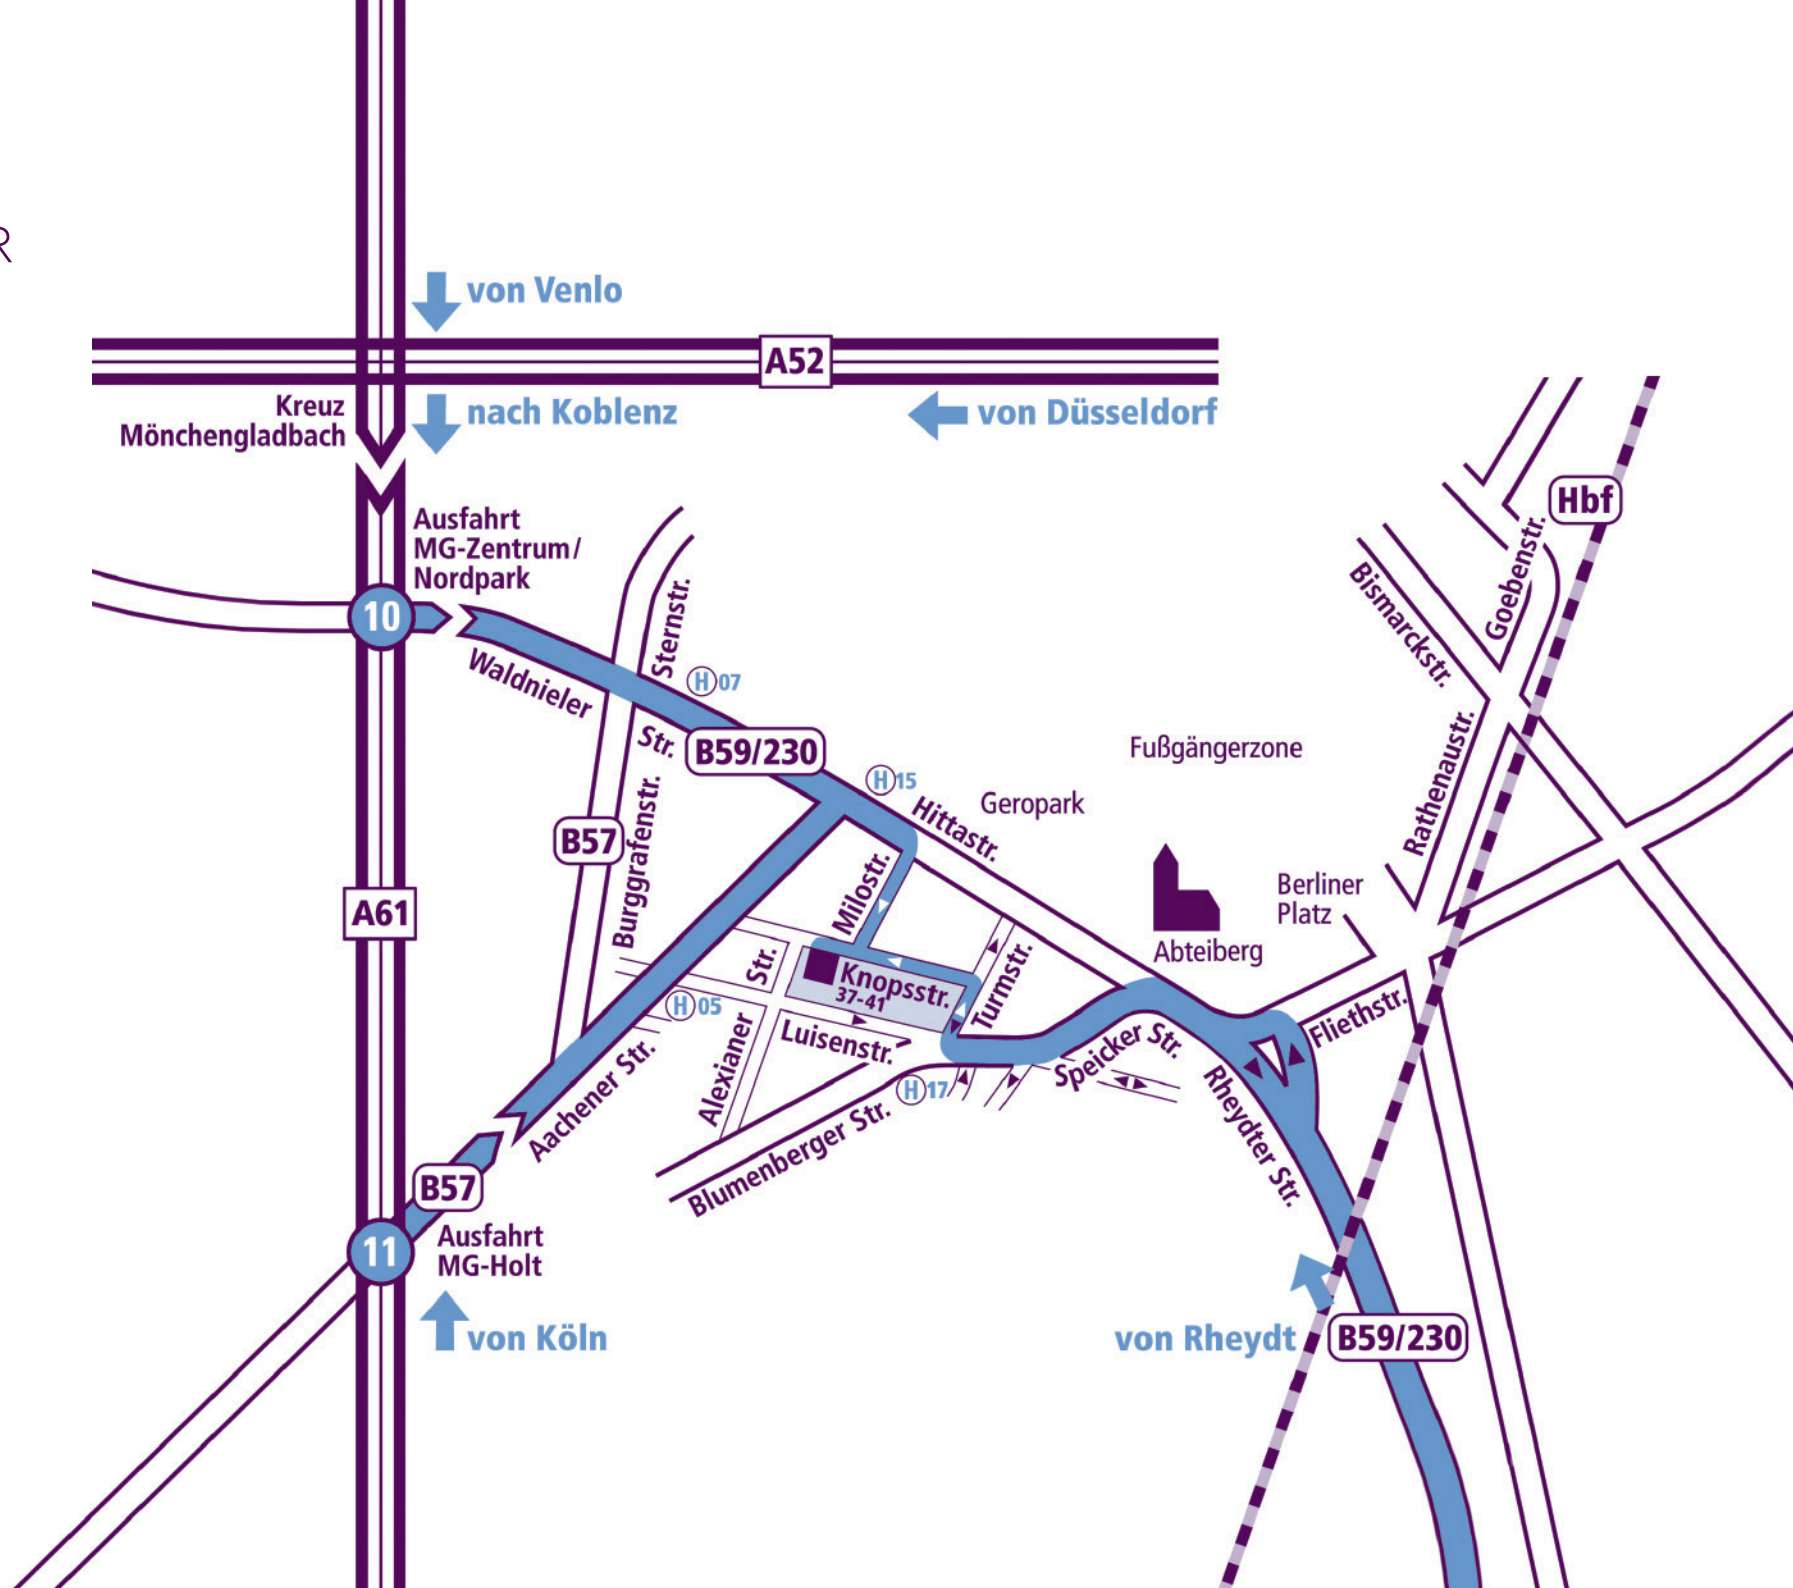 R
von Venlo
A52
Kreuz
Mönchengladbach
nach Koblenz
von Düsseldorf
Hbf
Ausfahrt
MG-Zentrum/
Nordpark
10
Goebenstr.
Bismarckstr.
Sternstr.
H 07
Waldnieler
Str.
B59/230
Fußgängerzone
Rathenaustr.
H 15
Hittastr.
Geropark
B57
Burggrafenstr.
Milostr.
A61
Berliner
Platz
Abteiberg
Str.
Knopsstr.
37-41
Turmstr.
H 05
Luisenstr.
Alexianer
Fliethstr.
Speicker Str.
Aachener Str.
H 17
Rheydter Str.
Blumenberger Str.
B57
11
Ausfahrt
MG-Holt
von Köln
von Rheydt
B59/230